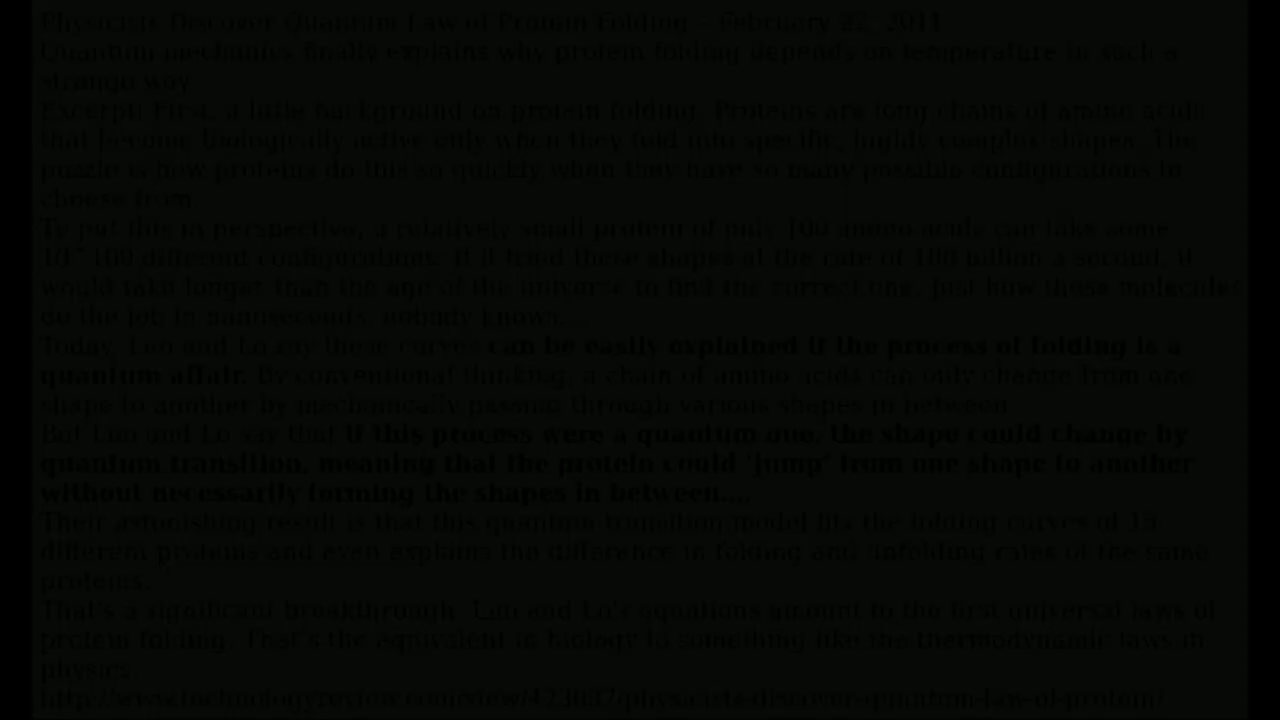 Physicists Discover Quantum Law of Protein Folding – February 22, 2011
Quantum mechanics finally explains why protein folding depends on temperature in such a
strange way.
Excerpt: First, a little background on protein folding. Proteins are long chains of amino acids
that become biologically active only when they fold into specific, highly complex shapes. The
puzzle is how proteins do this so quickly when they have so many possible configurations to
choose from.
To put this in perspective, a relatively small protein of only 100 amino acids can take some
10^100 different configurations. If it tried these shapes at the rate of 100 billion a second, it
would take longer than the age of the universe to find the correct one. Just how these molecules
do the job in nanoseconds, nobody knows....
Today, Luo and Lo say these curves can be easily explained if the process of folding is a
quantum affair. By conventional thinking, a chain of amino acids can only change from one
shape to another by mechanically passing through various shapes in between.
But Luo and Lo say that if this process were a quantum one, the shape could change by
quantum transition, meaning that the protein could 'jump' from one shape to another
without necessarily forming the shapes in between....
Their astonishing result is that this quantum transition model fits the folding curves of 15
different proteins and even explains the difference in folding and unfolding rates of the same
proteins.
That's a significant breakthrough. Luo and Lo's equations amount to the first universal laws of
protein folding. That's the equivalent in biology to something like the thermodynamic laws in
physics.
http://www.technologyreview.com/view/423087/physicists-discover-quantum-law-of-protein/